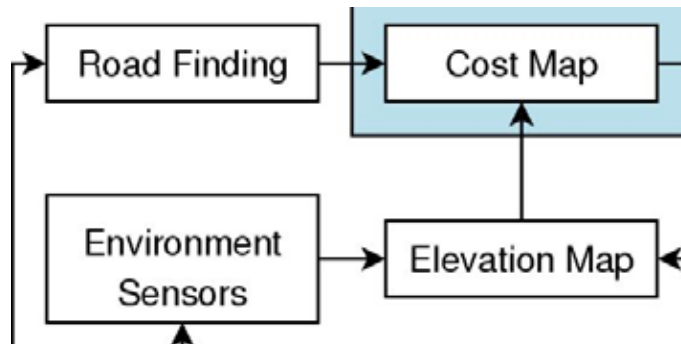 Road Finding
Cost Map
Environment
Sensors
Elevation Map